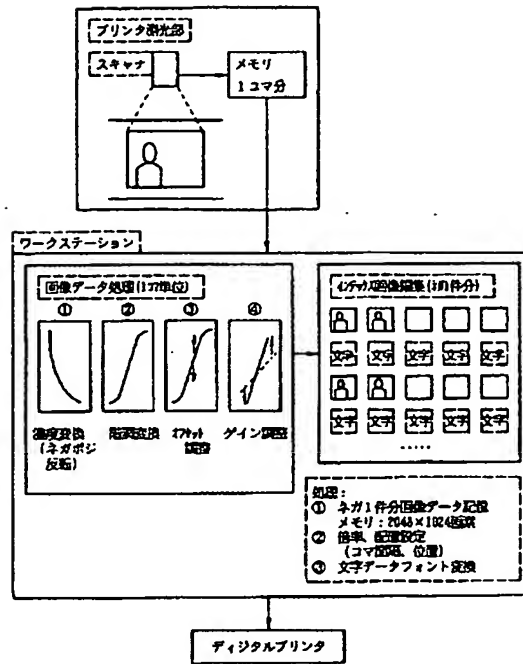 プリンタ測光部
スキャナ
メモリ
1コマ分
ワークステーション
画像データ処理(1コマ単位)
① ② ③ ④
濃度変換
(ネガポジ
反転)
階調変換
オフセット
調整
ゲイン調整
インデックス画像編集(ネガ1件分)
文字 文字 文字 文字 文字
文字 文字 文字 文字 文字
.....
処理:
① ネガ1件分画像データ記憶
メモリ:2048×1024画素
② 倍率、配置設定
(コマ間隔、位置)
③ 文字データフォント変換
ディジタルプリンタ